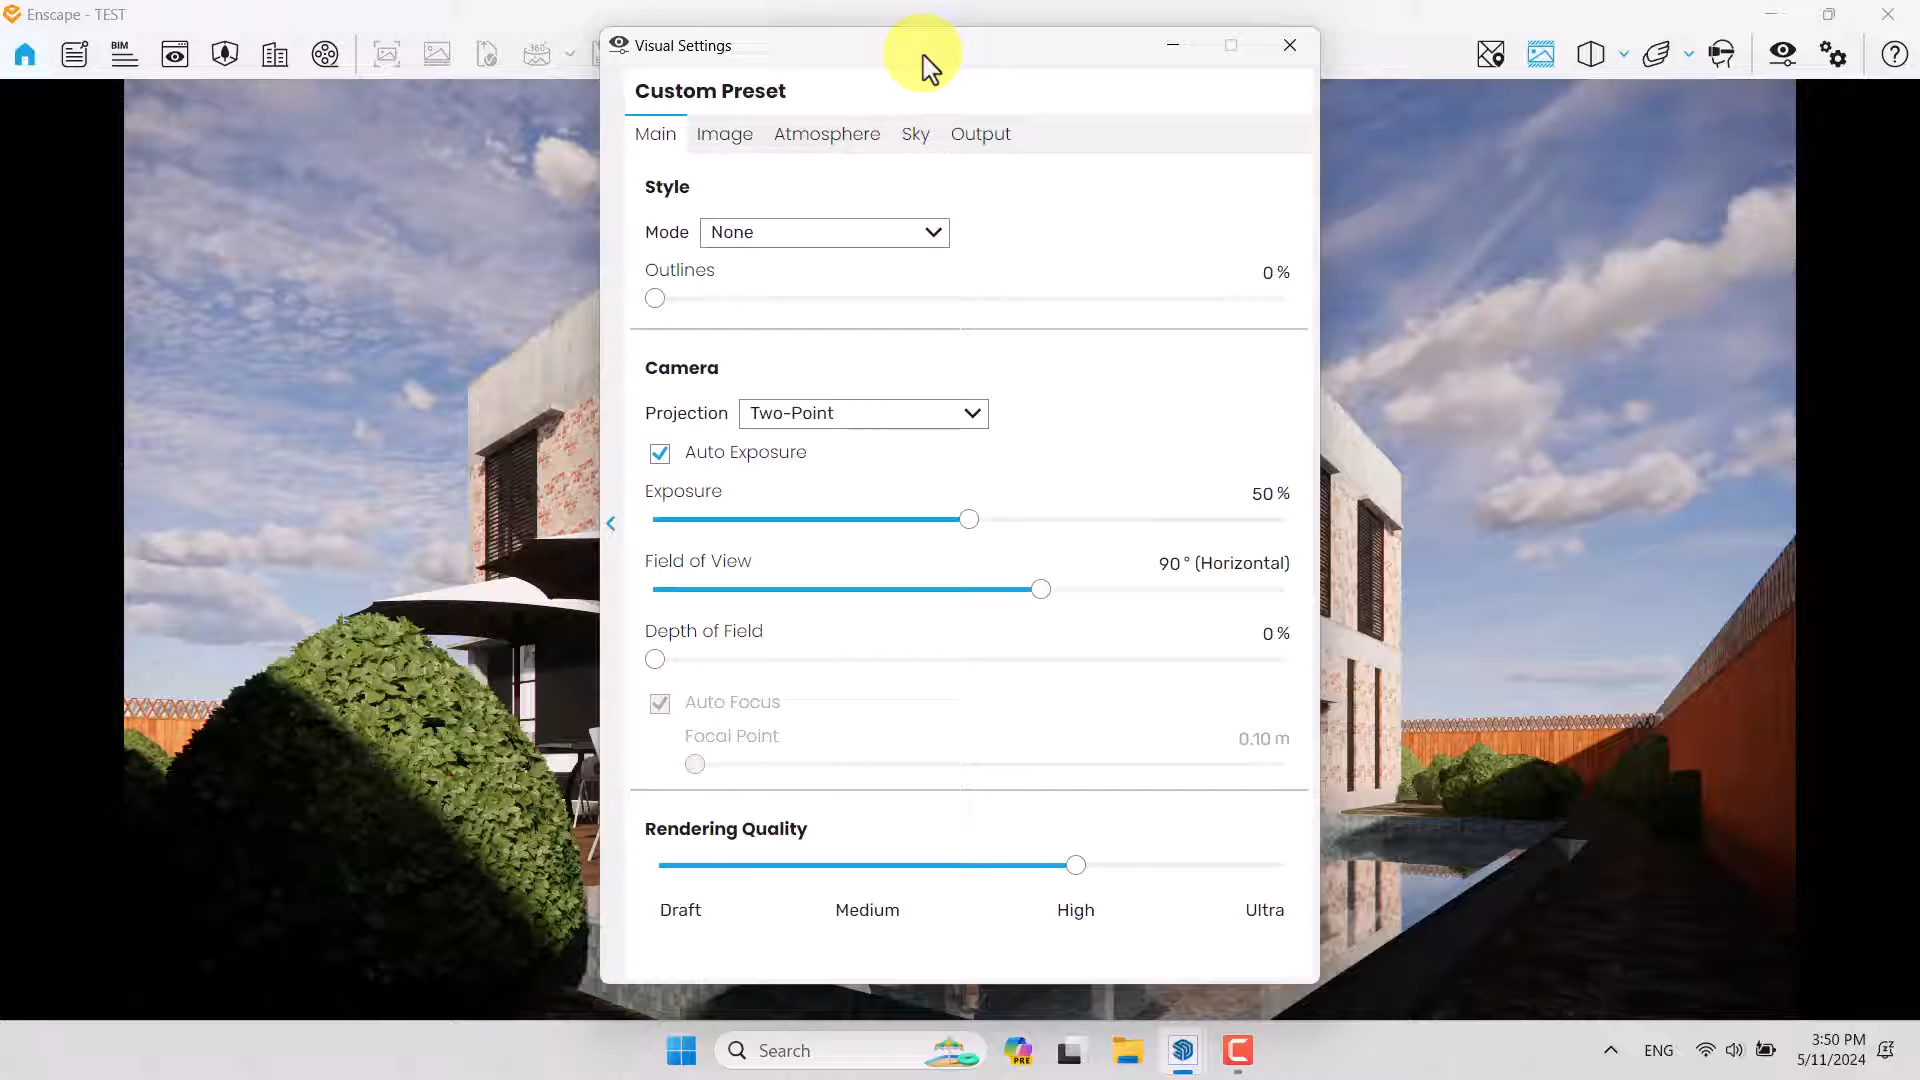 Enscape - TEST
BIM
360°
Visual Settings
Custom Preset
Main Image Atmosphere Sky Output
Style
Mode None
Outlines 0 %
Camera
Projection Two-Point
Auto Exposure
Exposure 50 %
Field of View 90 ° (Horizontal)
Depth of Field 0 %
Auto Focus
Focal Point 0.10 m
Rendering Quality
Draft Medium High Ultra
Search
PRE
ENG
3:50 PM
5/11/2024